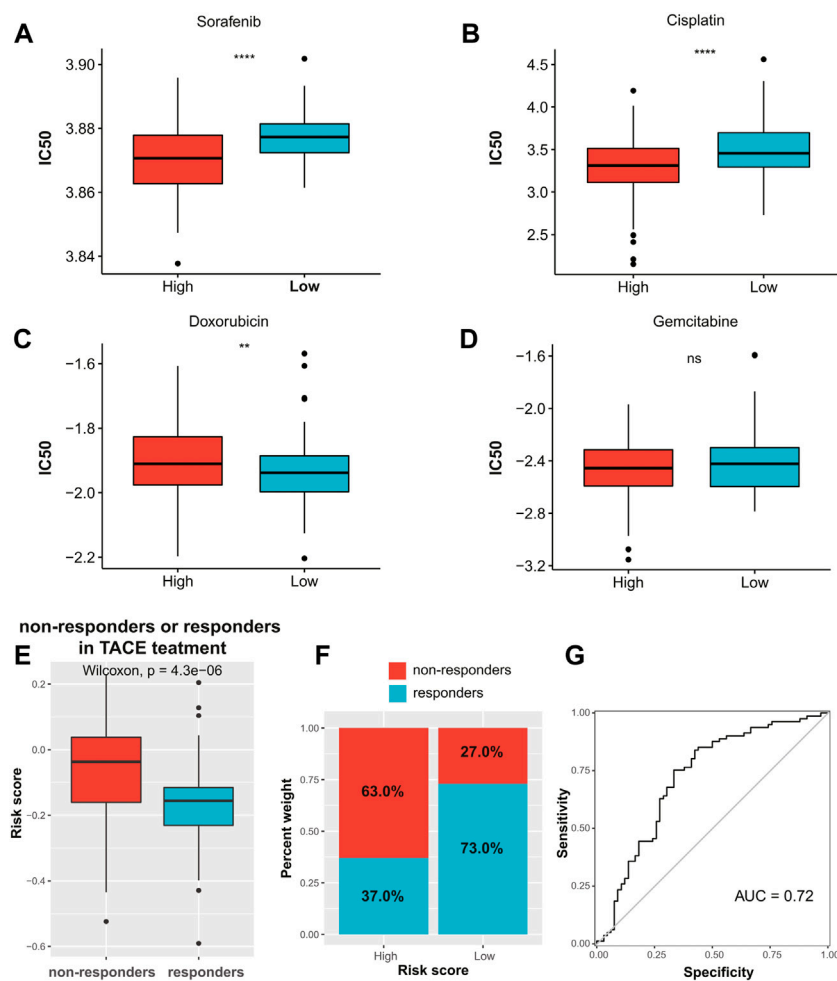 A
Sorafenib
****
IC50
3.90
3.88
3.86
3.84
High
Low
B
Cisplatin
****
IC50
4.5
4.0
3.5
3.0
2.5
High
Low
C
Doxorubicin
**
IC50
−1.6
−1.8
−2.0
−2.2
High
Low
D
Gemcitabine
ns
IC50
−1.6
−2.0
−2.4
−2.8
−3.2
High
Low
non-responders or responders
in TACE teatment
E
Wilcoxon, p = 4.3e−06
Risk score
0.2
0.0
−0.2
−0.4
−0.6
non-responders
responders
F
non-responders
responders
Percent weight
1.00
0.75
0.50
0.25
0.00
63.0%
37.0%
27.0%
73.0%
High
Low
Risk score
G
Sensitivity
1.00
0.75
0.50
0.25
0.00
AUC = 0.72
0.00
0.25
0.50
0.75
1.00
Specificity